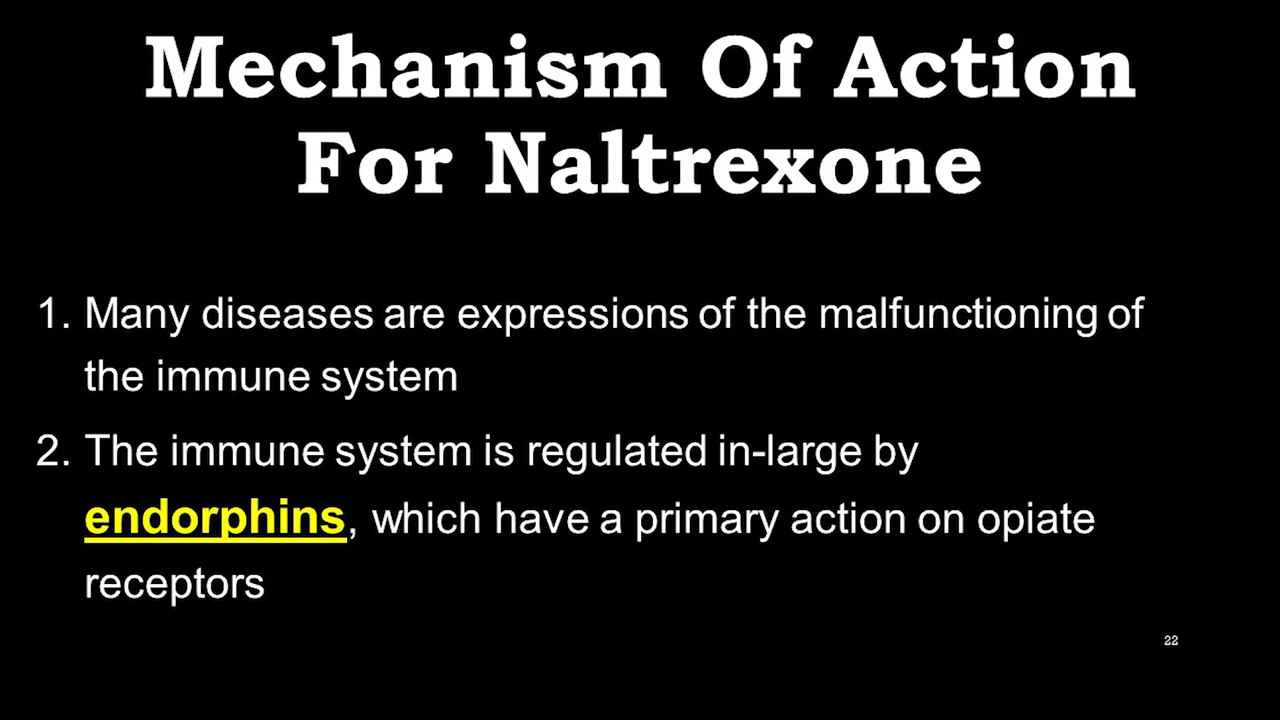 Mechanism Of Action
For Naltrexone
1. Many diseases are expressions of the malfunctioning of
the immune system
2. The immune system is regulated in-large by
endorphins, which have a primary action on opiate
receptors
22